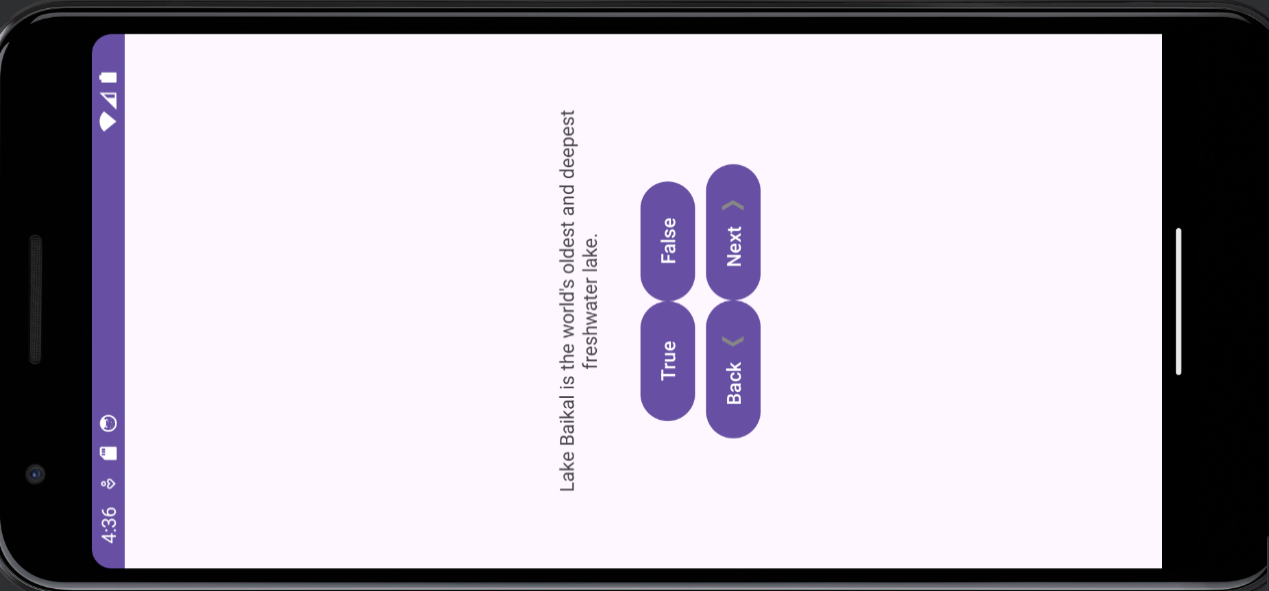 4:36
Lake Baikal is the world's oldest and deepest
freshwater lake.
True False
Back Next